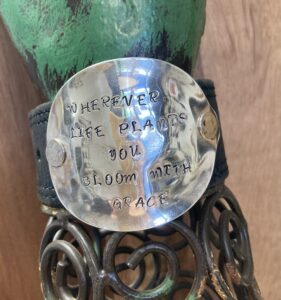 WHEREVER
LIFE PLANTS
YOU
BLOOM WITH
GRACE